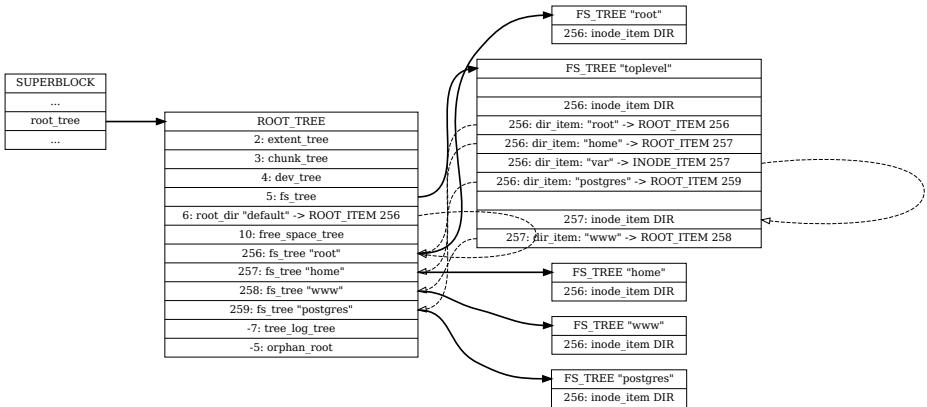 SUPERBLOCK
...
root_tree
...
ROOT_TREE
2: extent_tree
3: chunk_tree
4: dev_tree
5: fs_tree
6: root_dir "default" -> ROOT_ITEM 256
10: free_space_tree
256: fs_tree "root"
257: fs_tree "home"
258: fs_tree "www"
259: fs_tree "postgres"
-7: tree_log_tree
-5: orphan_root
FS_TREE "root"
256: inode_item DIR
FS_TREE "toplevel"
256: inode_item DIR
256: dir_item: "root" -> ROOT_ITEM 256
256: dir_item: "home" -> ROOT_ITEM 257
256: dir_item: "var" -> INODE_ITEM 257
256: dir_item: "postgres" -> ROOT_ITEM 259
257: inode_item DIR
257: dir_item: "www" -> ROOT_ITEM 258
FS_TREE "home"
256: inode_item DIR
FS_TREE "www"
256: inode_item DIR
FS_TREE "postgres"
256: inode_item DIR